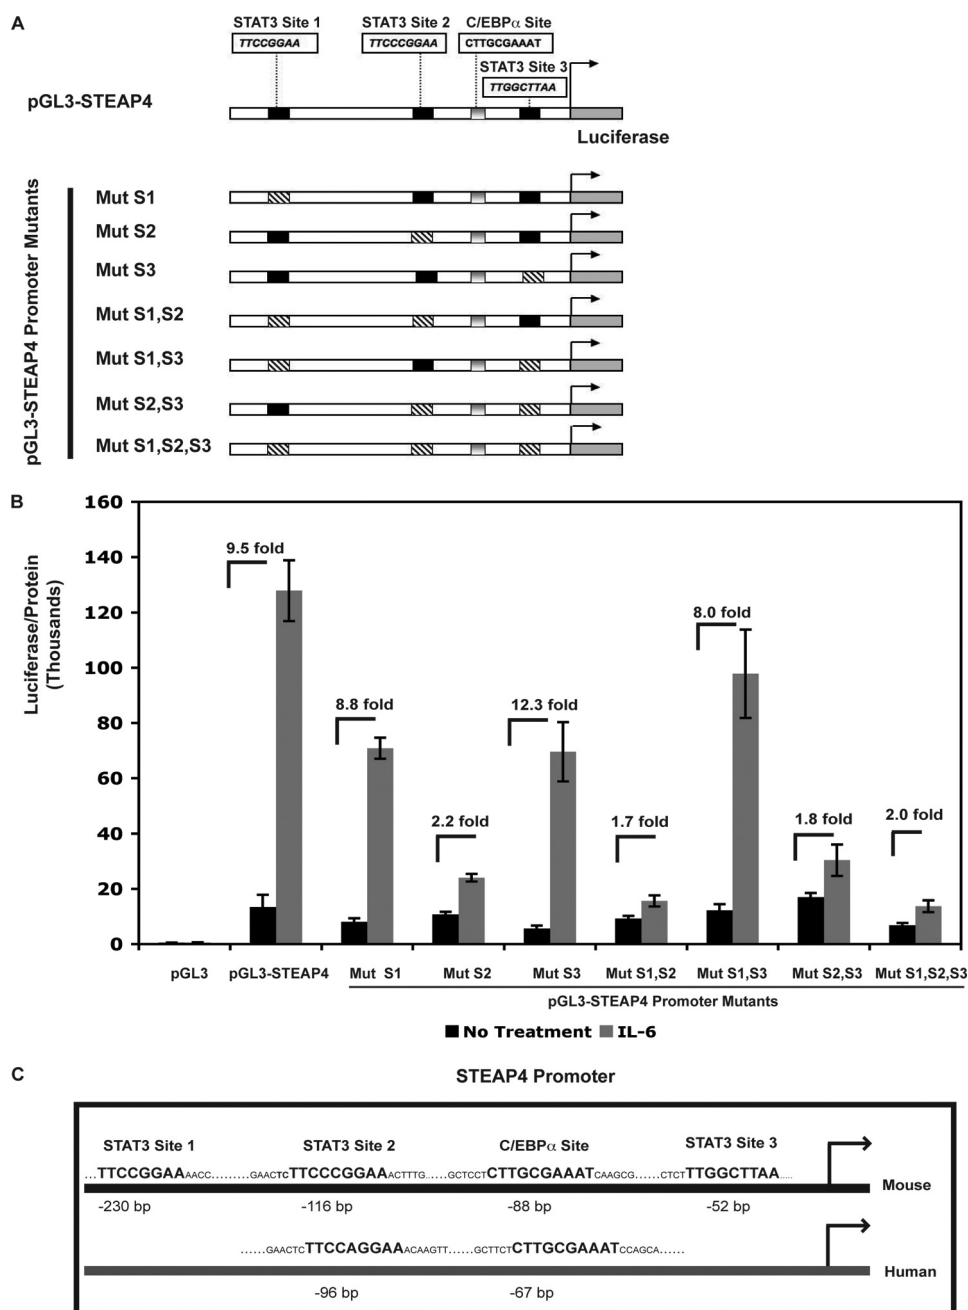 A
STAT3 Site 1 STAT3 Site 2 C/EBPα Site
TTCCGGAA TTCCCGGAA CTTGCGAAAT
STAT3 Site 3
TTGGCTTAA
pGL3-STEAP4
Luciferase
pGL3-STEAP4 Promoter Mutants
Mut S1
Mut S2
Mut S3
Mut S1,S2
Mut S1,S3
Mut S2,S3
Mut S1,S2,S3
B
Luciferase/Protein
(Thousands)
160
140
120
100
80
60
40
20
0
9.5 fold
8.8 fold
2.2 fold
12.3 fold
1.7 fold
8.0 fold
1.8 fold
2.0 fold
pGL3 pGL3-STEAP4 Mut S1 Mut S2 Mut S3 Mut S1,S2 Mut S1,S3 Mut S2,S3 Mut S1,S2,S3
pGL3-STEAP4 Promoter Mutants
No Treatment IL-6
C
STEAP4 Promoter
STAT3 Site 1 STAT3 Site 2 C/EBPα Site STAT3 Site 3
...TTCCGGAAAACC.........GAACTCTTCCCGGAAACTTTG......GCTCCTCTTGCGAAATCAAGCG......CTCTTTGGCTTAA.....
Mouse
-230 bp -116 bp -88 bp -52 bp
......GAACTCTTCCAGGAAACAAGTT......GCTTCTCTTGCGAAATCCAGCA......
Human
-96 bp -67 bp